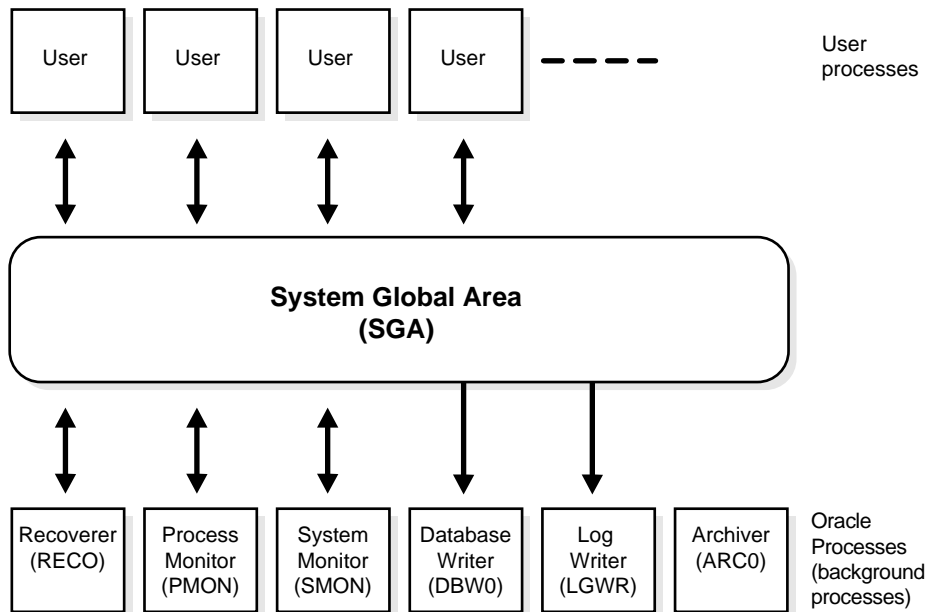 User
User
User
User
User
processes
System Global Area
(SGA)
Recoverer
(RECO)
Process
Monitor
(PMON)
System
Monitor
(SMON)
Database
Writer
(DBW0)
Log
Writer
(LGWR)
Archiver
(ARC0)
Oracle
Processes
(background
processes)